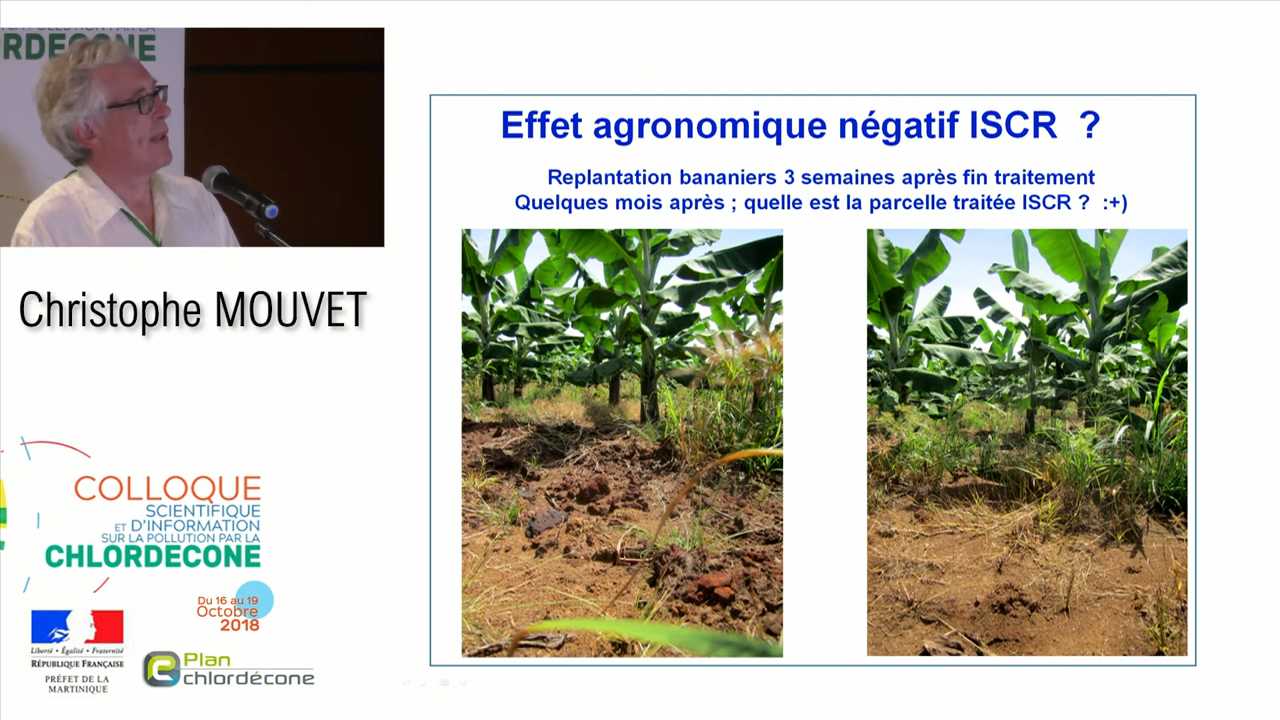 CHLORDECONE
Christophe MOUVET
COLLOQUE
SCIENTIFIQUE
ET D'INFORMATION
SUR LA POLLUTION PAR LA
CHLORDECONE
Du 16 au 19
Octobre
2018
Liberté • Égalité • Fraternité
RÉPUBLIQUE FRANÇAISE
PRÉFET DE LA
MARTINIQUE
Plan
chlordécone
Effet agronomique négatif ISCR ?
Replantation bananiers 3 semaines après fin traitement
Quelques mois après ; quelle est la parcelle traitée ISCR ? :+)